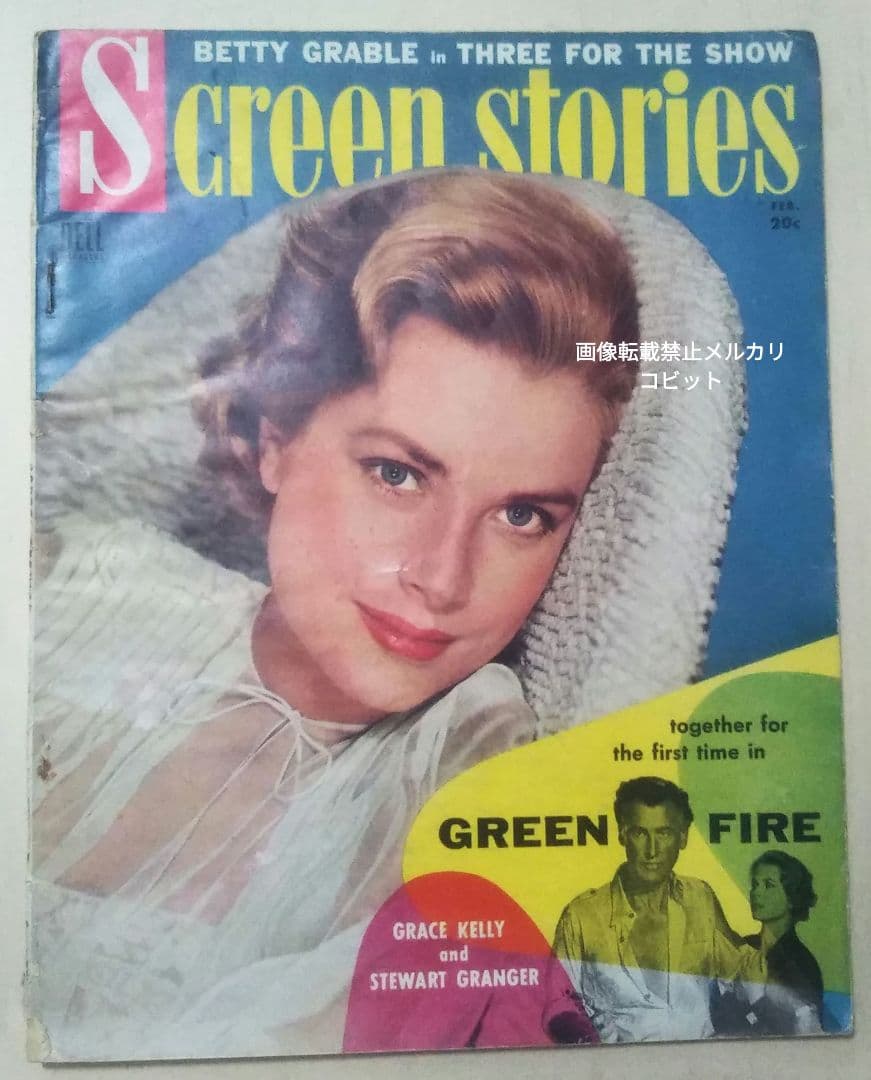 BETTY GRABLE in THREE FOR THE SHOW
Screen stories
FEB.
20c
DELL
画像転載禁止メルカリ
コビット
together for
the first time in
GREEN FIRE
GRACE KELLY
and
STEWART GRANGER